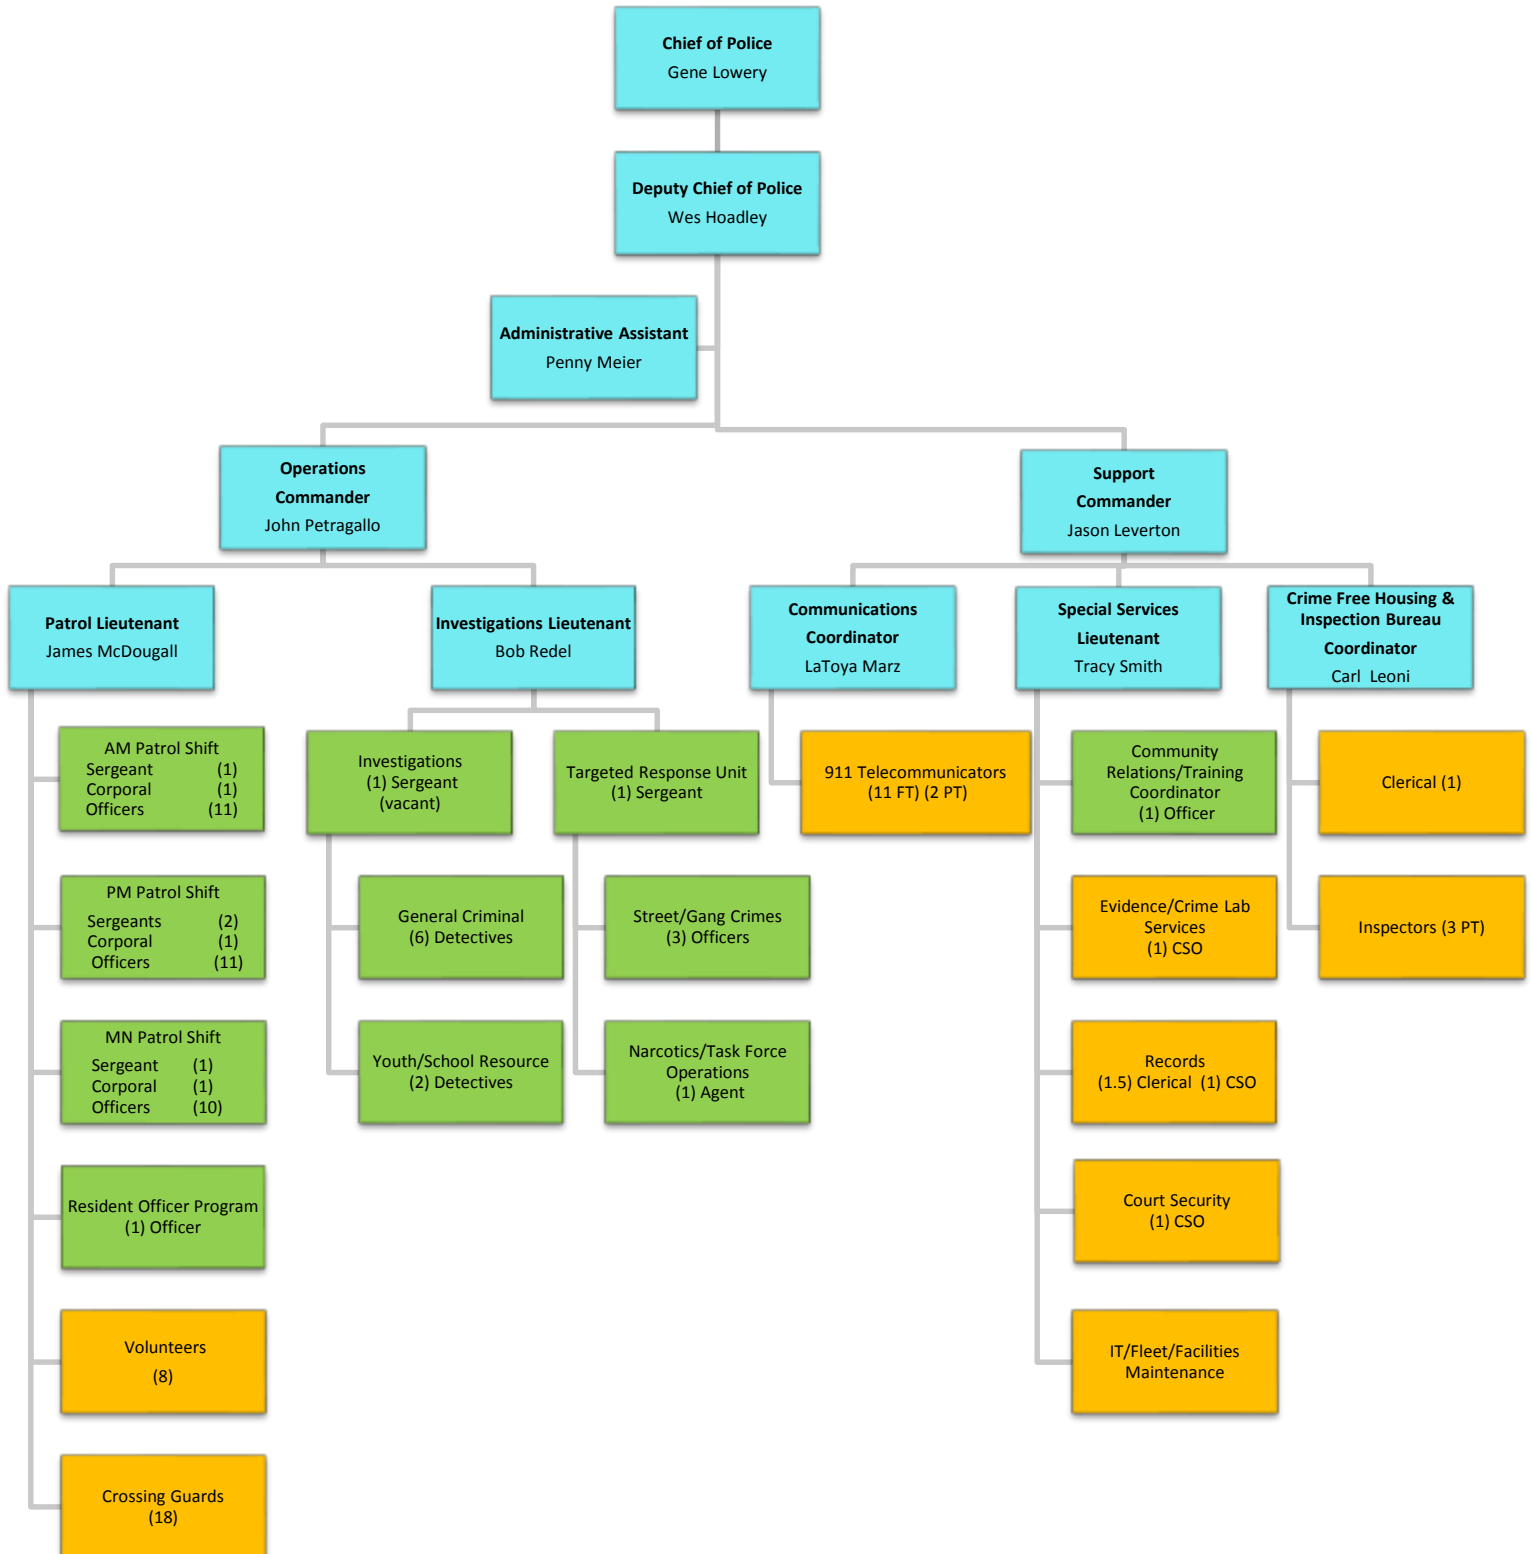 Chief of Police
Gene Lowery
Deputy Chief of Police
Wes Hoadley
Administrative Assistant
Penny Meier
Operations
Commander
John Petragallo
Support
Commander
Jason Leverton
Patrol Lieutenant
James McDougall
Investigations Lieutenant
Bob Redel
Communications
Coordinator
LaToya Marz
Special Services
Lieutenant
Tracy Smith
Crime Free Housing &
Inspection Bureau
Coordinator
Carl Leoni
AM Patrol Shift
Sergeant (1)
Corporal (1)
Officers (11)
PM Patrol Shift
Sergeants (2)
Corporal (1)
Officers (11)
MN Patrol Shift
Sergeant (1)
Corporal (1)
Officers (10)
Resident Officer Program
(1) Officer
Volunteers
(8)
Crossing Guards
(18)
Investigations
(1) Sergeant
(vacant)
General Criminal
(6) Detectives
Youth/School Resource
(2) Detectives
Targeted Response Unit
(1) Sergeant
Street/Gang Crimes
(3) Officers
Narcotics/Task Force
Operations
(1) Agent
911 Telecommunicators
(11 FT) (2 PT)
Community
Relations/Training
Coordinator
(1) Officer
Evidence/Crime Lab
Services
(1) CSO
Records
(1.5) Clerical (1) CSO
Court Security
(1) CSO
IT/Fleet/Facilities
Maintenance
Clerical (1)
Inspectors (3 PT)